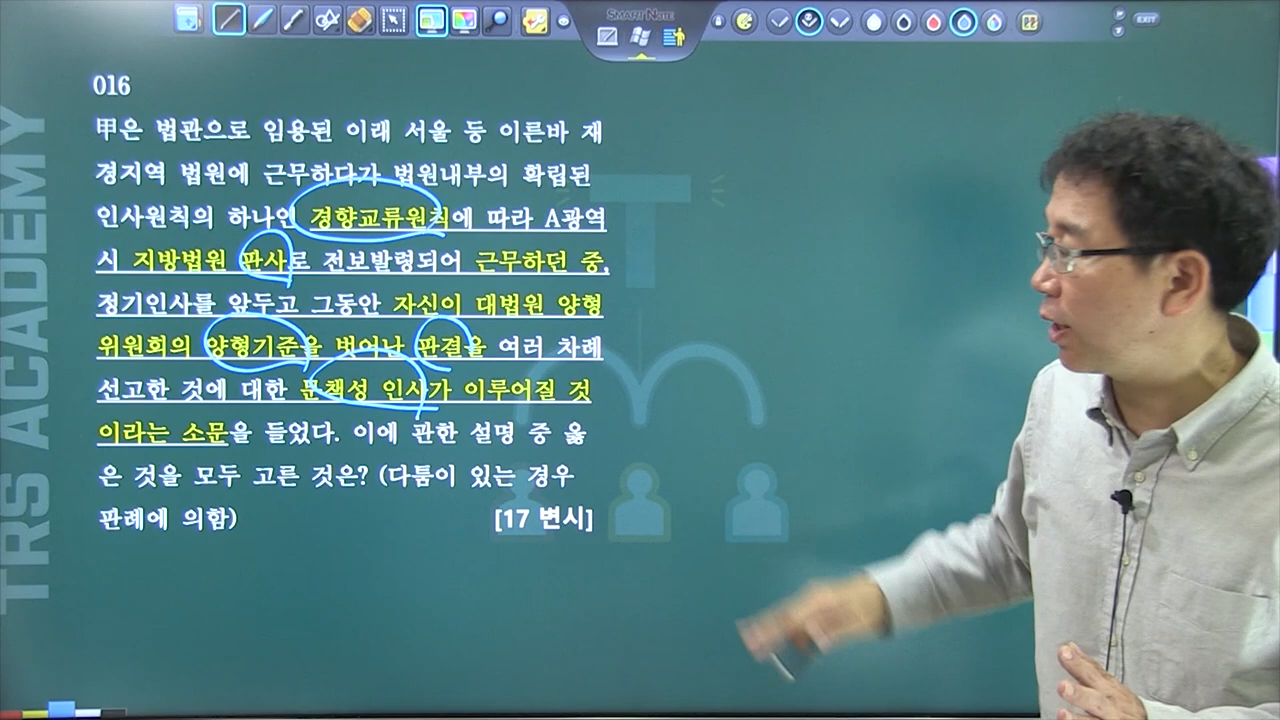 SMARTNOTE
EXIT
016
甲은 법관으로 임용된 이래 서울 등 이른바 재
경지역 법원에 근무하다가 법원내부의 확립된
인사원칙의 하나인 경향교류원칙에 따라 A광역
시 지방법원 판사로 전보발령되어 근무하던 중,
정기인사를 앞두고 그동안 자신이 대법원 양형
위원회의 양형기준을 벗어난 판결을 여러 차례
선고한 것에 대한 문책성 인사가 이루어질 것
이라는 소문을 들었다. 이에 관한 설명 중 옳
은 것을 모두 고른 것은? (다툼이 있는 경우
판례에 의함) [17 변시]
TRS ACADEMY